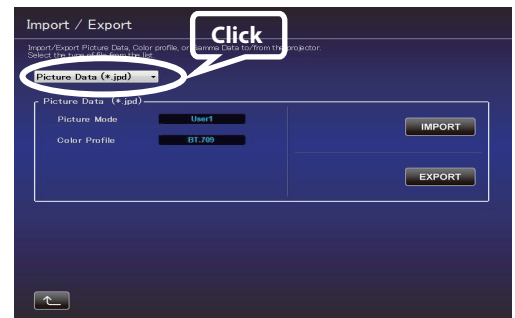 Import / Export
Click
Import/Export Picture Data, Color profile, or Gamma Data to/from the projector.
Select the type of file from the list.
Picture Data (*.jpd)
Picture Data (*.jpd)
Picture Mode User1
IMPORT
Color Profile BT.709
EXPORT